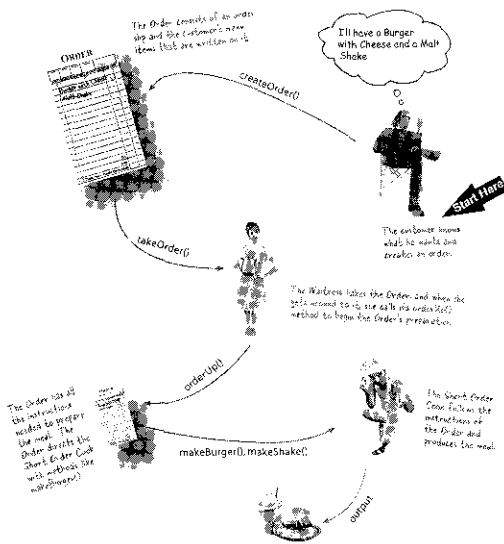 The Order consists of an order
slip and the customer's menu
items that are written on it.
ORDER
Burger with Cheese
Malt Shake
I'll have a Burger
with Cheese and a Malt
Shake
createOrder()
Start Here
The customer knows
what he wants and
creates an order.
takeOrder()
The Waitress takes the Order, and when she
gets around to it she calls its orderUp()
method to begin the Order's preparation.
orderUp()
The Order has all
the instructions
needed to prepare
the meal. The
Order directs the
Short Order Cook
with methods like
makeBurger().
makeBurger(), makeShake()
The Short Order
Cook follows the
instructions of
the Order and
produces the meal.
output